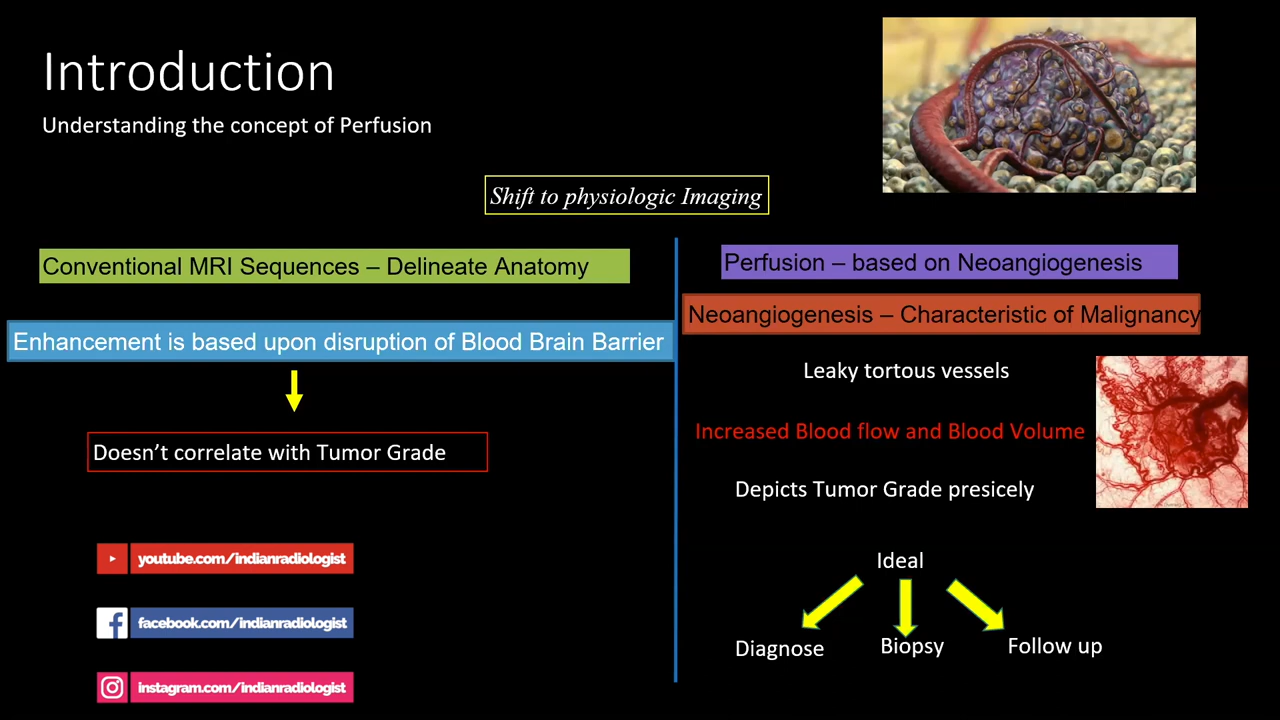 Introduction
Understanding the concept of Perfusion
Shift to physiologic Imaging
Conventional MRI Sequences – Delineate Anatomy
Enhancement is based upon disruption of Blood Brain Barrier
Doesn’t correlate with Tumor Grade
youtube.com/indianradiologist
facebook.com/indianradiologist
instagram.com/indianradiologist
Perfusion – based on Neoangiogenesis
Neoangiogenesis – Characteristic of Malignancy
Leaky tortous vessels
Increased Blood flow and Blood Volume
Depicts Tumor Grade presicely
Ideal
Diagnose
Biopsy
Follow up